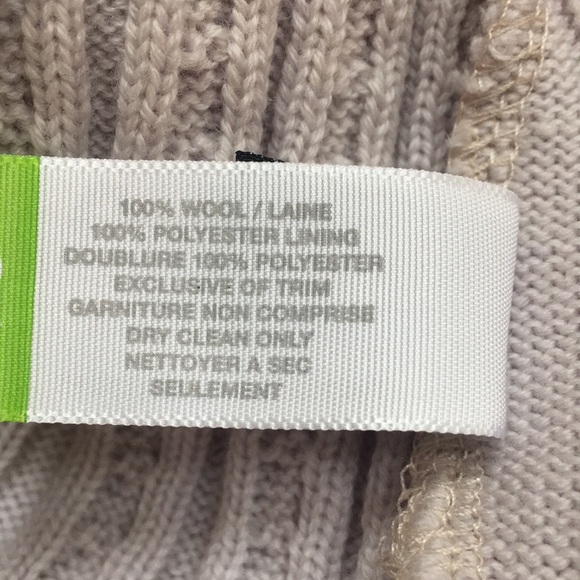 100% WOOL / LAINE
100% POLYESTER LINING
DOUBLURE 100% POLYESTER
EXCLUSIVE OF TRIM
GARNITURE NON COMPRISE
DRY CLEAN ONLY
NETTOYER A SEC
SEULEMENT